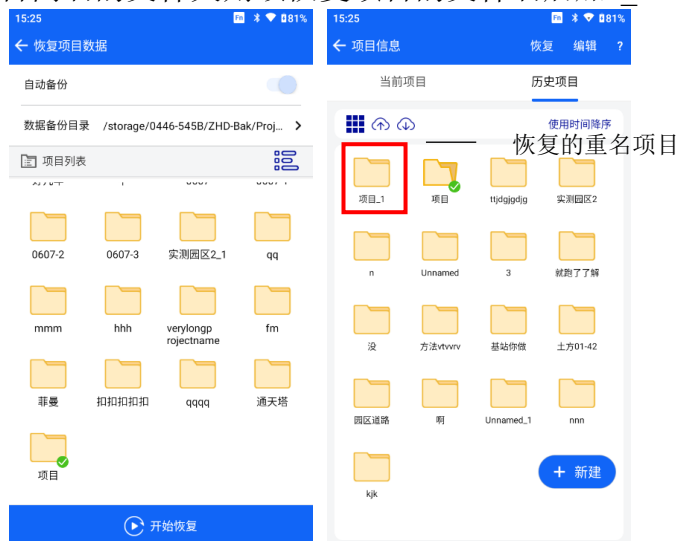 15:25
81%
恢复项目数据
自动备份
数据备份目录 /storage/0446-545B/ZHD-Bak/Proj...
项目列表
0607-2 0607-3 实测园区2_1 qq
mmm hhh verylongp fm
rojectname
菲曼 扣扣扣扣扣 qqqq 通天塔
项目
开始恢复
15:25
81%
项目信息 恢复 编辑 ?
当前项目 历史项目
使用时间降序
恢复的重名项目
项目_1 项目 ttjdgjgdjg 实测园区2
n Unnamed 3 就跑了了解
没 方法vtvvrv 基站你做 土方01-42
园区道路 啊 Unnamed_1 nnn
kjk
+ 新建